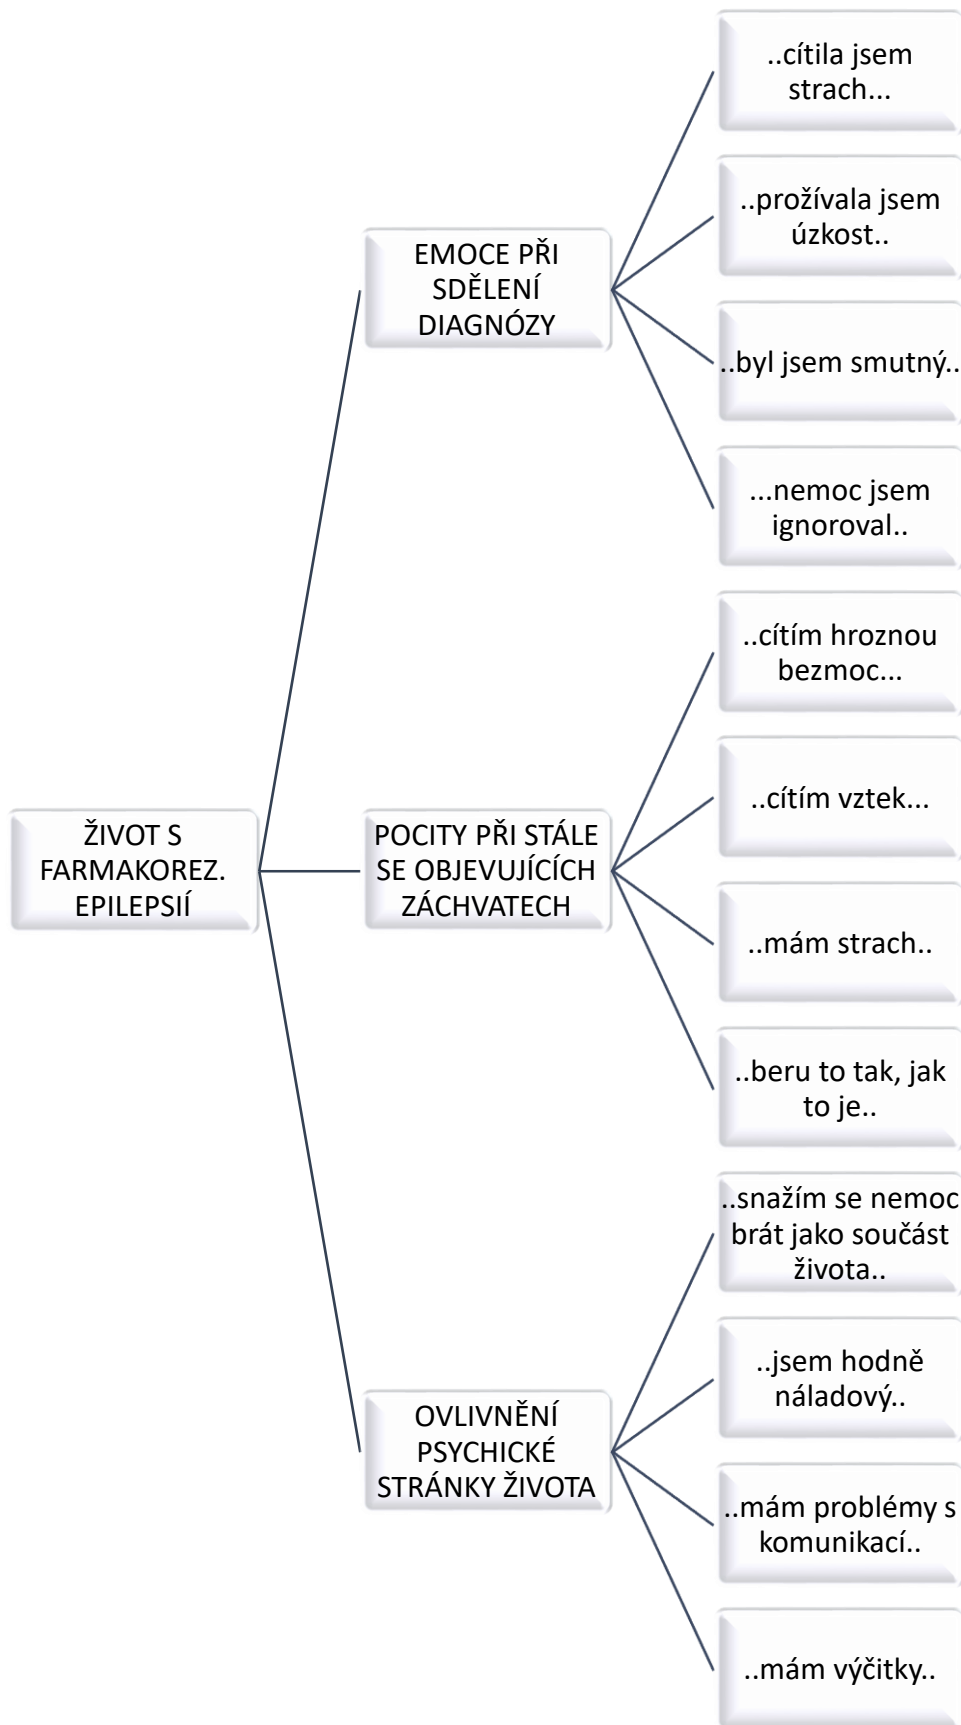 ŽIVOT S
FARMAKOREZ.
EPILEPSIÍ
EMOCE PŘI
SDĚLENÍ
DIAGNÓZY
..cítila jsem
strach...
..prožívala jsem
úzkost..
..byl jsem smutný..
...nemoc jsem
ignoroval..
POCITY PŘI STÁLE
SE OBJEVUJÍCÍCH
ZÁCHVATECH
..cítím hroznou
bezmoc...
..cítím vztek...
..mám strach..
..beru to tak, jak
to je..
OVLIVNĚNÍ
PSYCHICKÉ
STRÁNKY ŽIVOTA
..snažím se nemoc
brát jako součást
života..
..jsem hodně
náladový..
..mám problémy s
komunikací..
..mám výčitky..